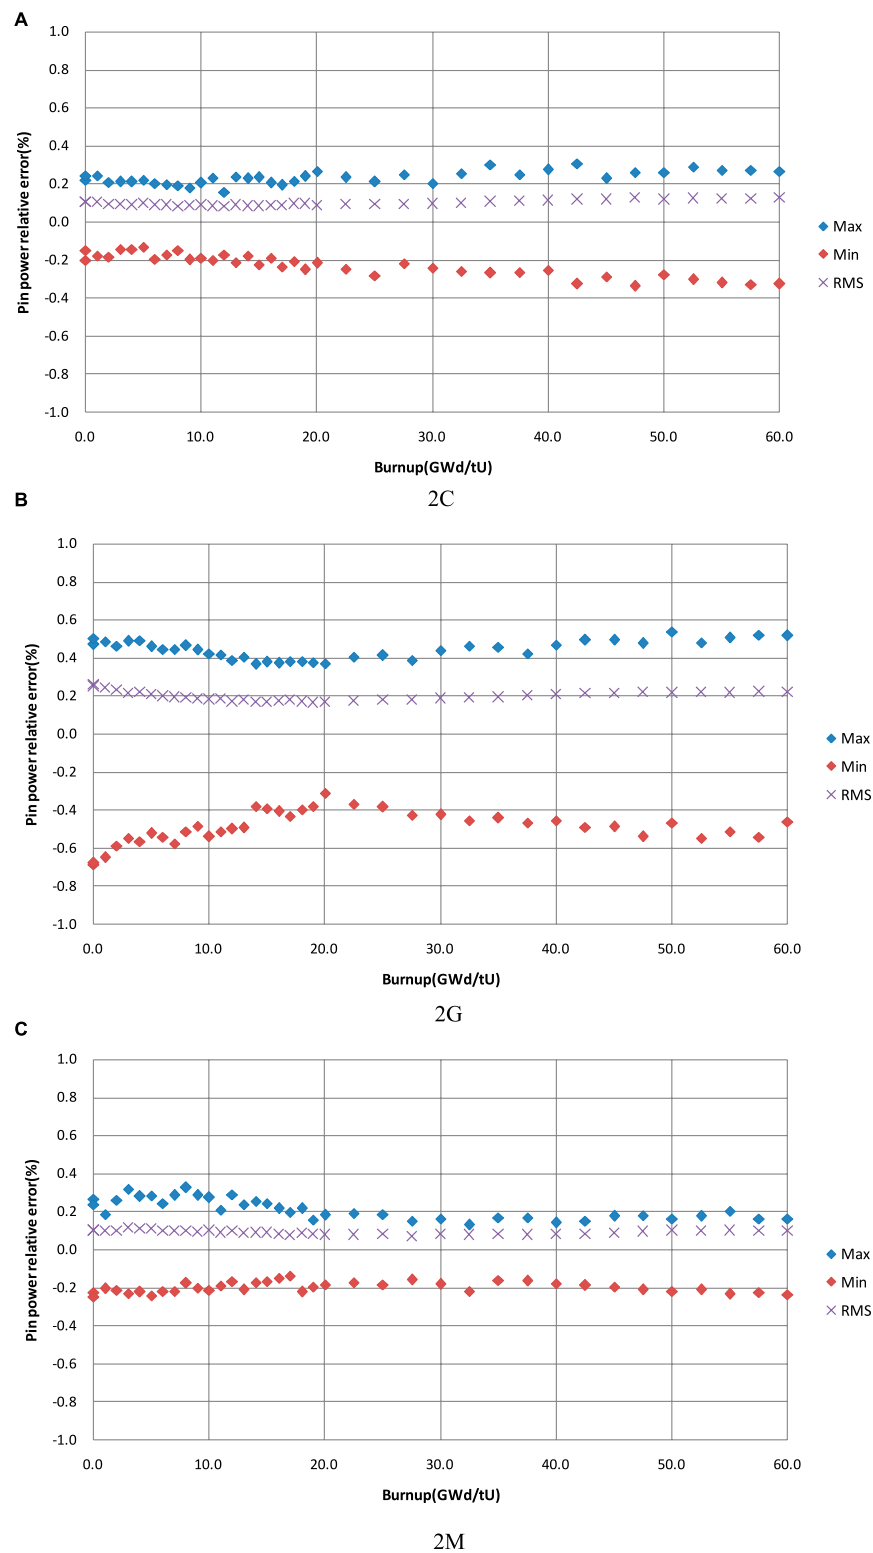 A
1.0
0.8
0.6
0.4
0.2
0.0
-0.2
-0.4
-0.6
-0.8
-1.0
Pin power relative error(%)
0.0 10.0 20.0 30.0 40.0 50.0 60.0
Burnup(GWd/tU)
Max
Min
RMS
2C
B
1.0
0.8
0.6
0.4
0.2
0.0
-0.2
-0.4
-0.6
-0.8
-1.0
Pin power relative error(%)
0.0 10.0 20.0 30.0 40.0 50.0 60.0
Burnup(GWd/tU)
Max
Min
RMS
2G
C
1.0
0.8
0.6
0.4
0.2
0.0
-0.2
-0.4
-0.6
-0.8
-1.0
Pin power relative error(%)
0.0 10.0 20.0 30.0 40.0 50.0 60.0
Burnup(GWd/tU)
Max
Min
RMS
2M